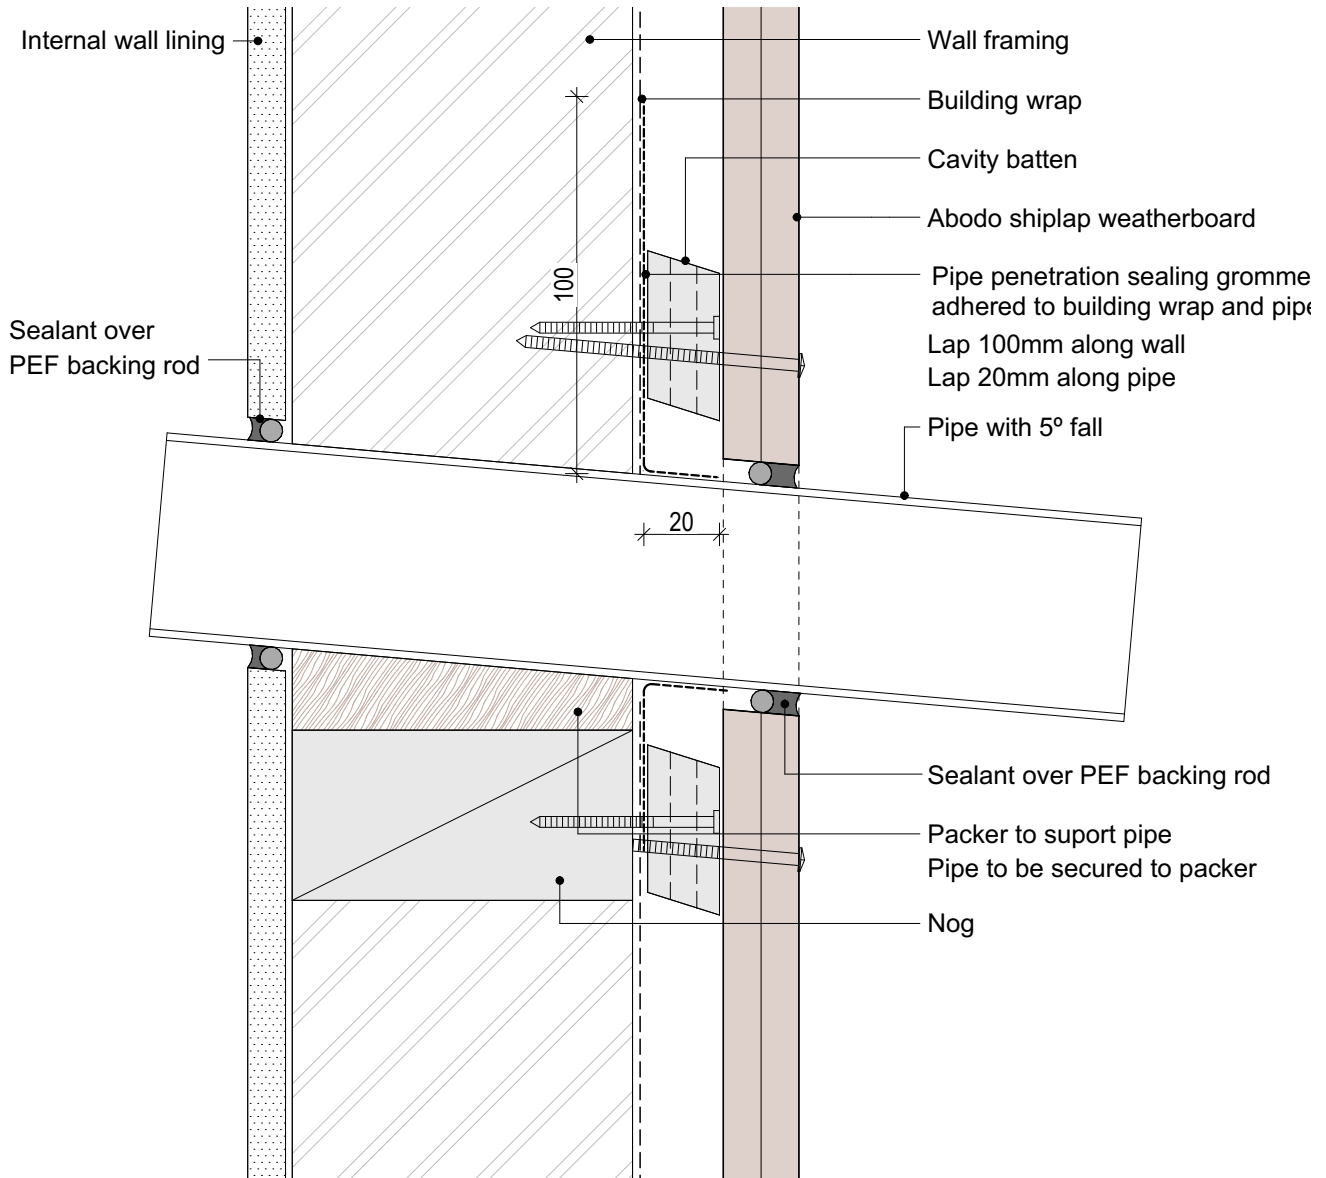 Internal wall lining
Wall framing
Building wrap
Cavity batten
Abodo shiplap weatherboard
Pipe penetration sealing gromme
adhered to building wrap and pipe
Lap 100mm along wall
Lap 20mm along pipe
100
Sealant over
PEF backing rod
Pipe with 5º fall
20
Sealant over PEF backing rod
Packer to suport pipe
Pipe to be secured to packer
Nog